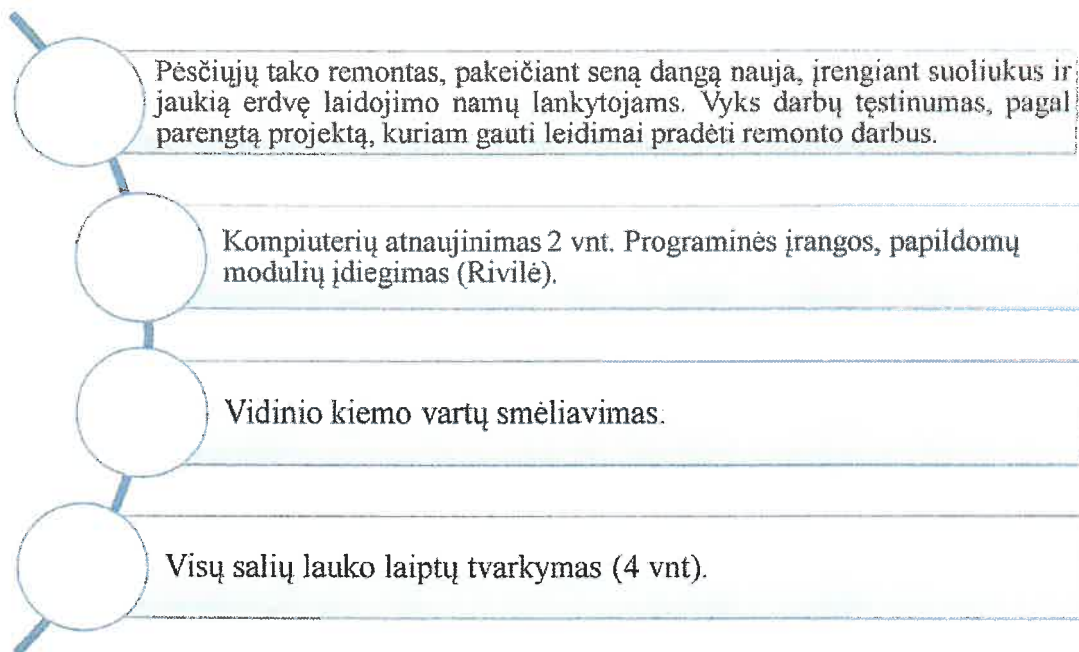 Pėsčiųjų tako remontas, pakeičiant seną dangą nauja, įrengiant suoliukus ir
jaukią erdvę laidojimo namų lankytojams. Vyks darbų tęstinumas, pagal
parengtą projektą, kuriam gauti leidimai pradėti remonto darbus.
Kompiuterių atnaujinimas 2 vnt. Programinės įrangos, papildomų
modulių įdiegimas (Rivilė).
Vidinio kiemo vartų smėliavimas.
Visų salių lauko laiptų tvarkymas (4 vnt).